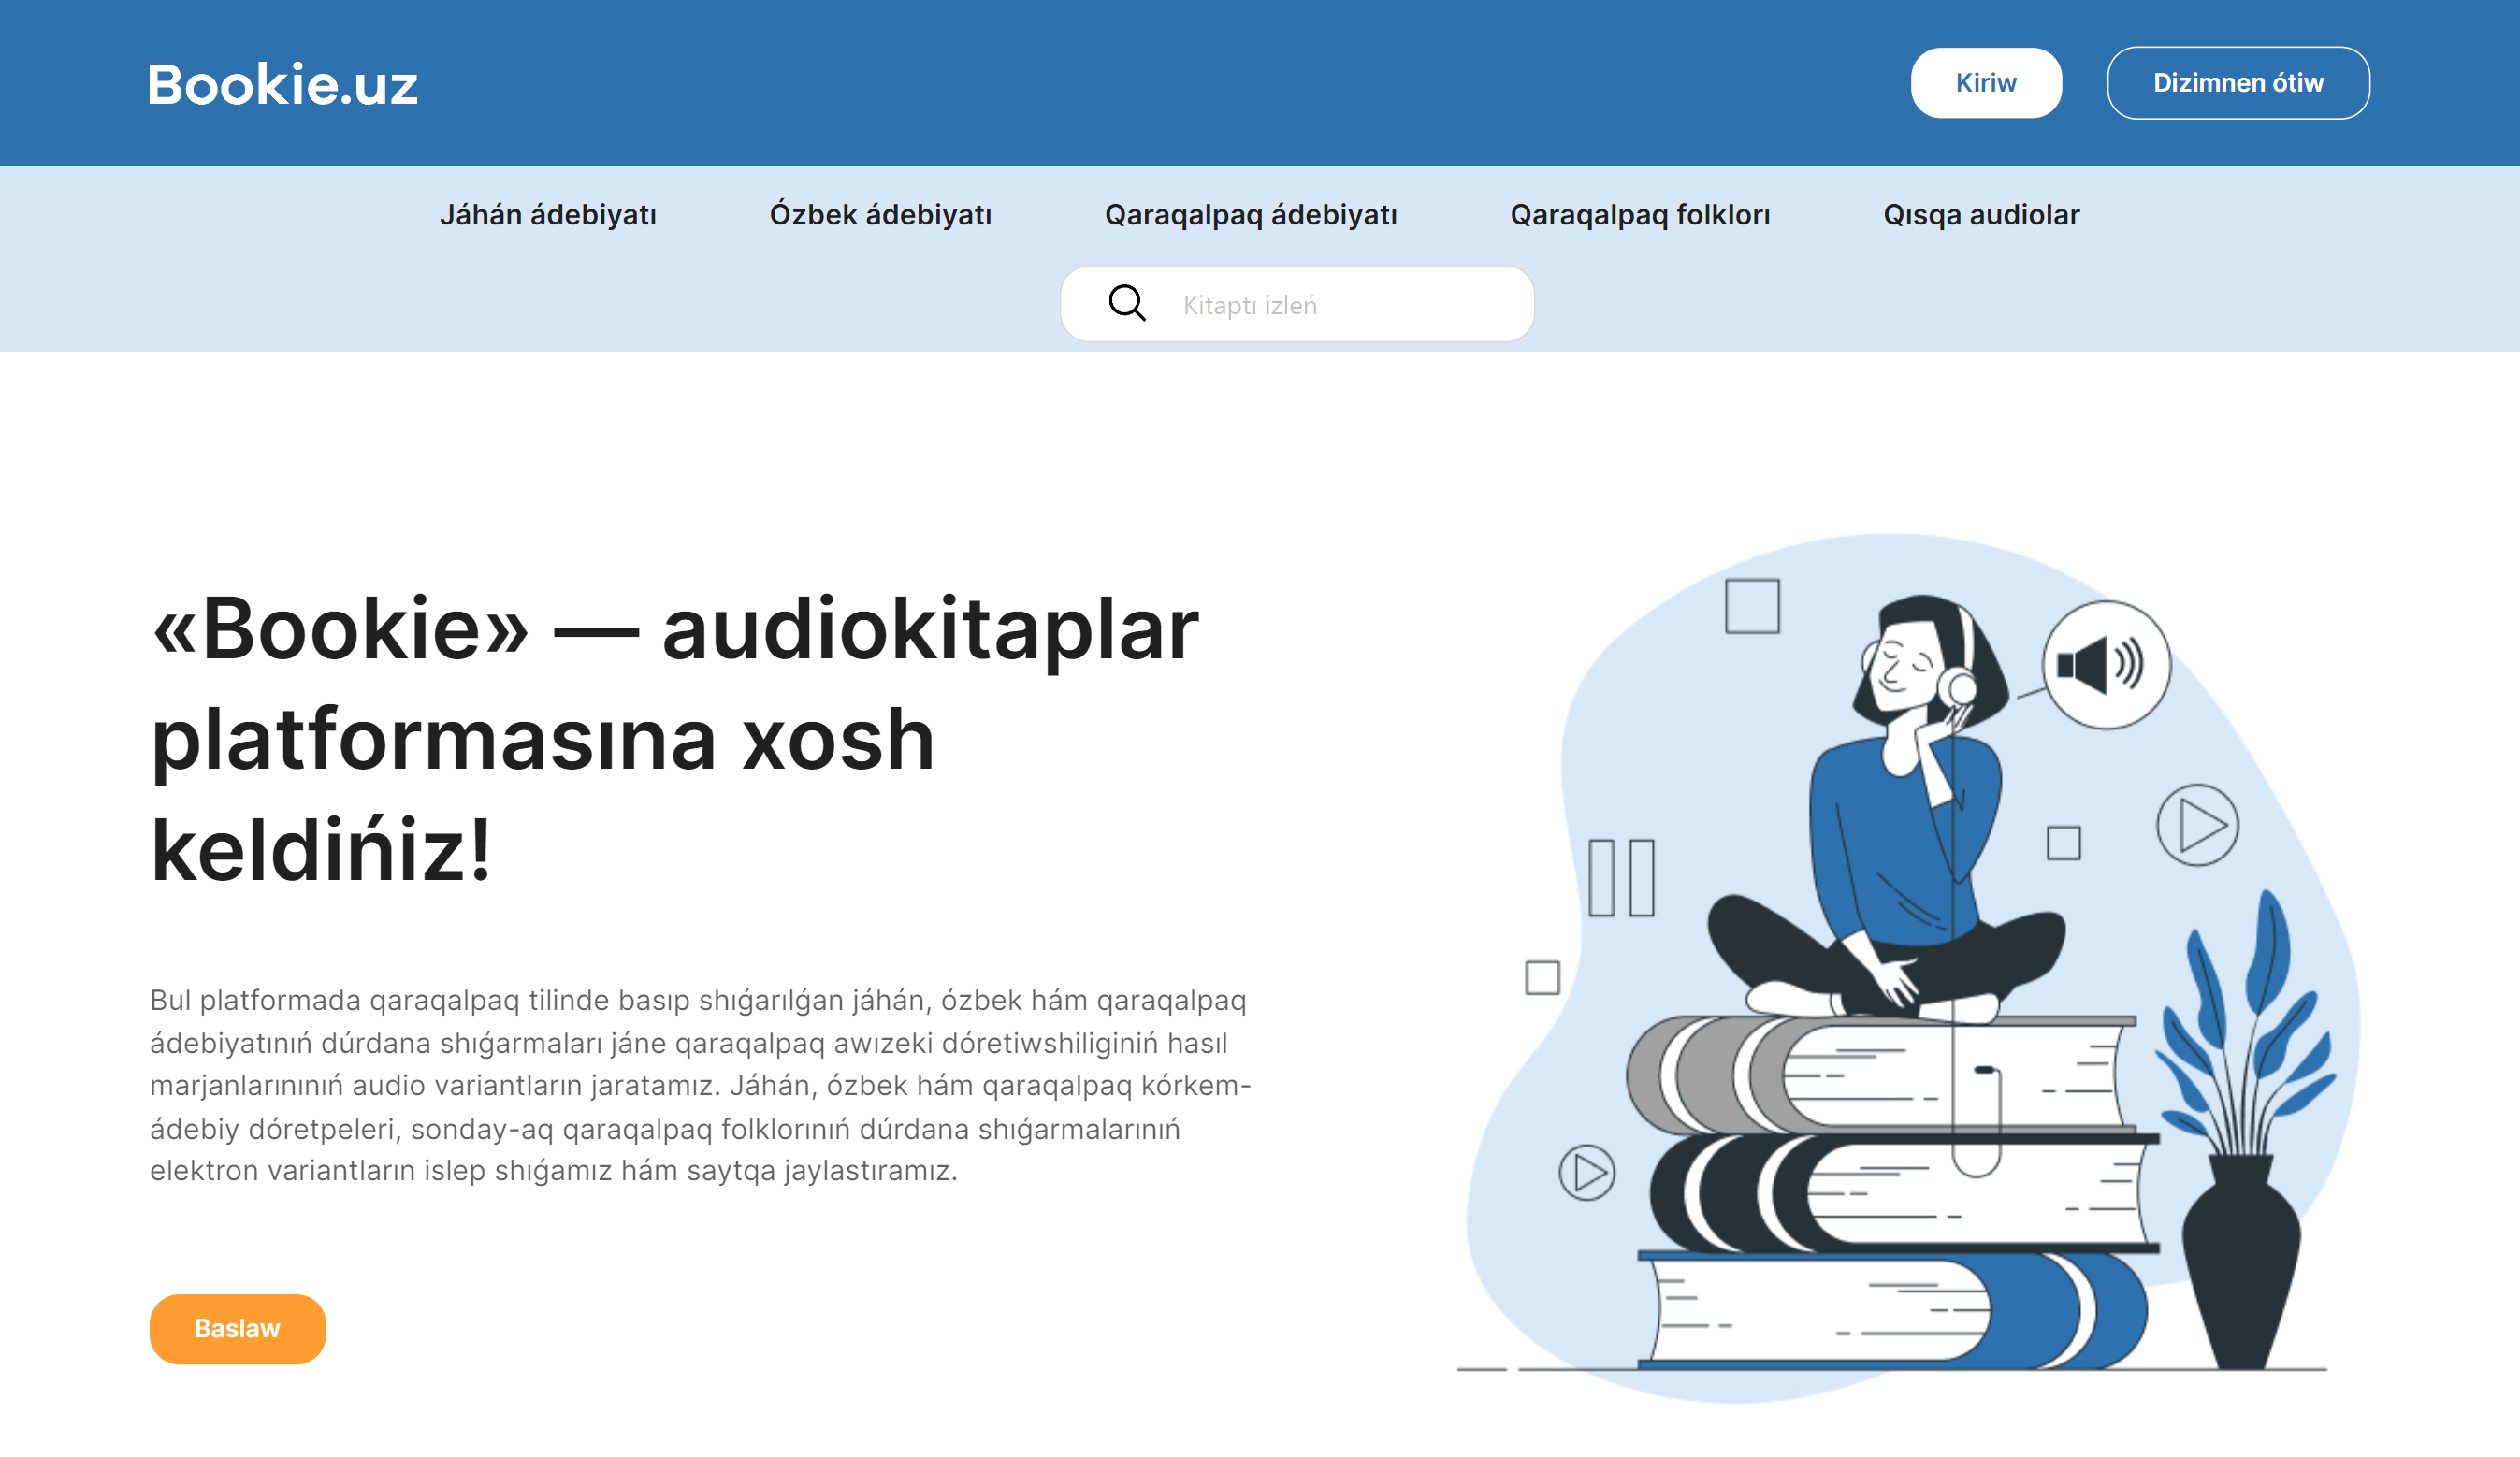 Bookie.uz
Kiriw
Dizimnen ótiw
Jáhán ádebiyatı
Ózbek ádebiyatı
Qaraqalpaq ádebiyatı
Qaraqalpaq folklorı
Qısqa audiolar
Kitaptı izleń
«Bookie» — audiokitaplar
platformasına xosh
keldińiz!
Bul platformada qaraqalpaq tilinde basıp shıǵarılǵan jáhán, ózbek hám qaraqalpaq
ádebiyatınıń dúrdana shıǵarmaları jáne qaraqalpaq awızeki dóretiwshiliginiń hasıl
marjanlarınınıń audio variantların jaratamız. Jáhán, ózbek hám qaraqalpaq kórkem-
ádebiy dóretpeleri, sonday-aq qaraqalpaq folklorınıń dúrdana shıǵarmalarınıń
elektron variantların islep shıǵamız hám saytqa jaylastıramız.
Baslaw